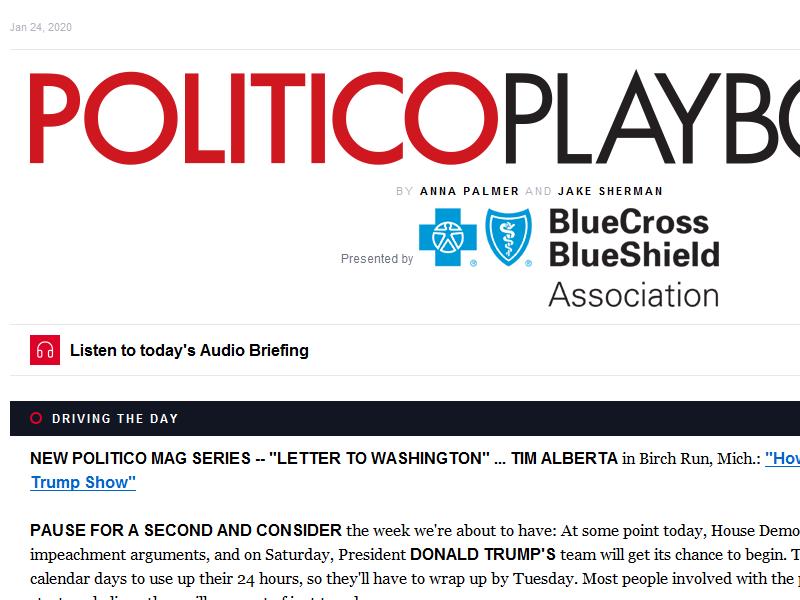 Jan 24, 2020
POLITICOPLAYBO
BY ANNA PALMER AND JAKE SHERMAN
Presented by
BlueCross
BlueShield
Association
Listen to today's Audio Briefing
DRIVING THE DAY
NEW POLITICO MAG SERIES -- "LETTER TO WASHINGTON" ... TIM ALBERTA in Birch Run, Mich.: "How
Trump Show"
PAUSE FOR A SECOND AND CONSIDER the week we're about to have: At some point today, House Demo
impeachment arguments, and on Saturday, President DONALD TRUMP'S team will get its chance to begin. T
calendar days to use up their 24 hours, so they'll have to wrap up by Tuesday. Most people involved with the